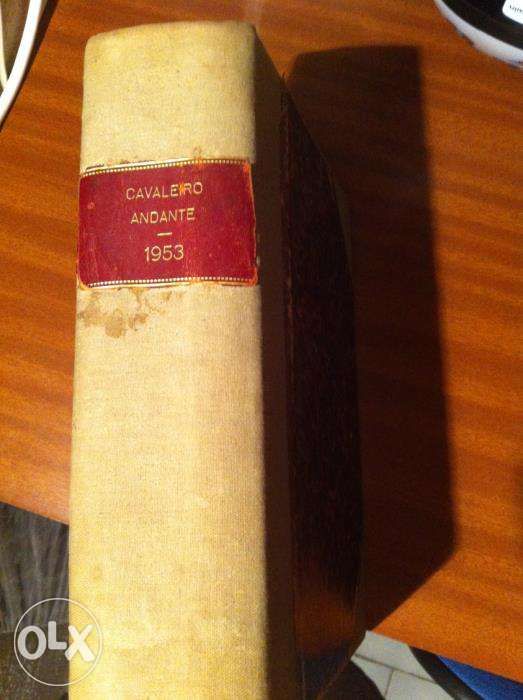 CAVALEIRO
ANDANTE
1953
OLX